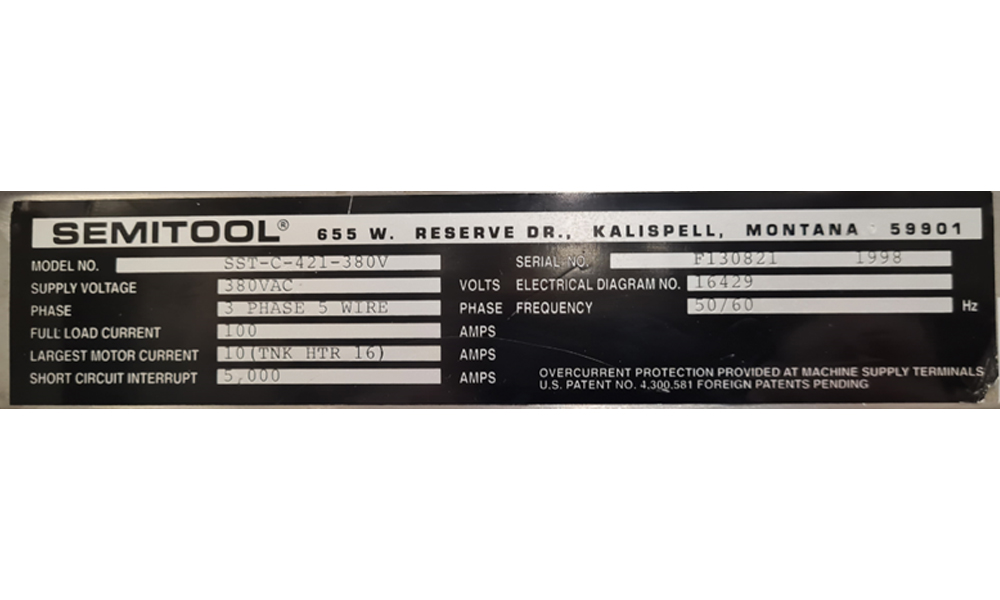 SEMITOOL® 655 W. RESERVE DR., KALISPELL, MONTANA 59901
MODEL NO. SST-C-421-380V SERIAL NO. F130821 1998
SUPPLY VOLTAGE 380VAC VOLTS ELECTRICAL DIAGRAM NO. 16429
PHASE 3 PHASE 5 WIRE PHASE FREQUENCY 50/60 Hz
FULL LOAD CURRENT 100 AMPS
LARGEST MOTOR CURRENT 10(TNK HTR 16) AMPS
SHORT CIRCUIT INTERRUPT 5,000 AMPS
OVERCURRENT PROTECTION PROVIDED AT MACHINE SUPPLY TERMINALS
U.S. PATENT NO. 4,300,581 FOREIGN PATENTS PENDING